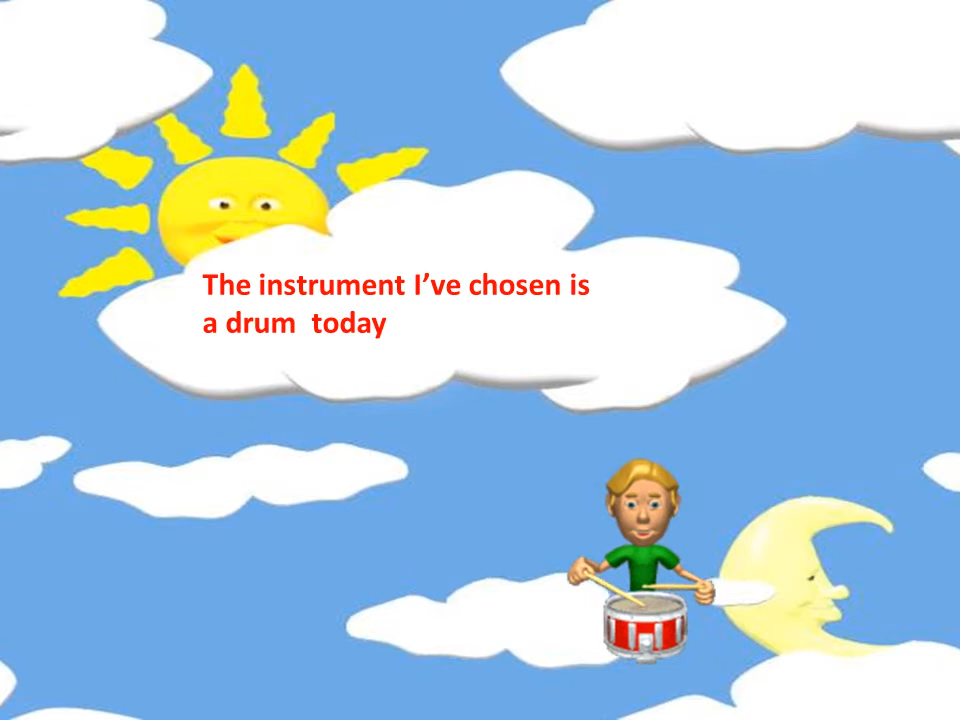 The instrument I’ve chosen is
a drum  today